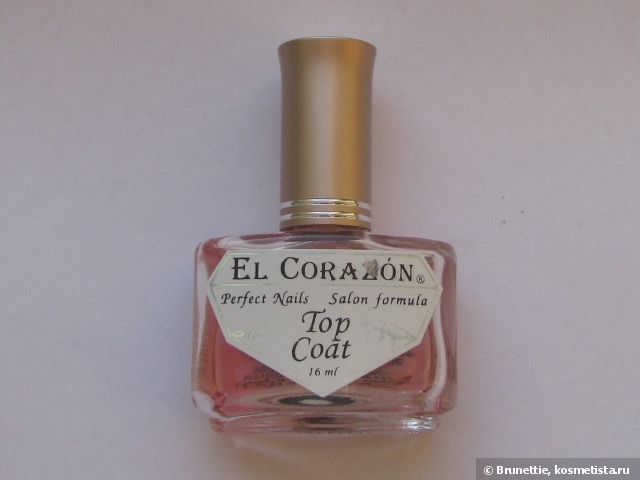 EL CORAZÓN®
Perfect Nails Salon formula
Top
Coat
16 ml
© Brunettie, kosmetista.ru